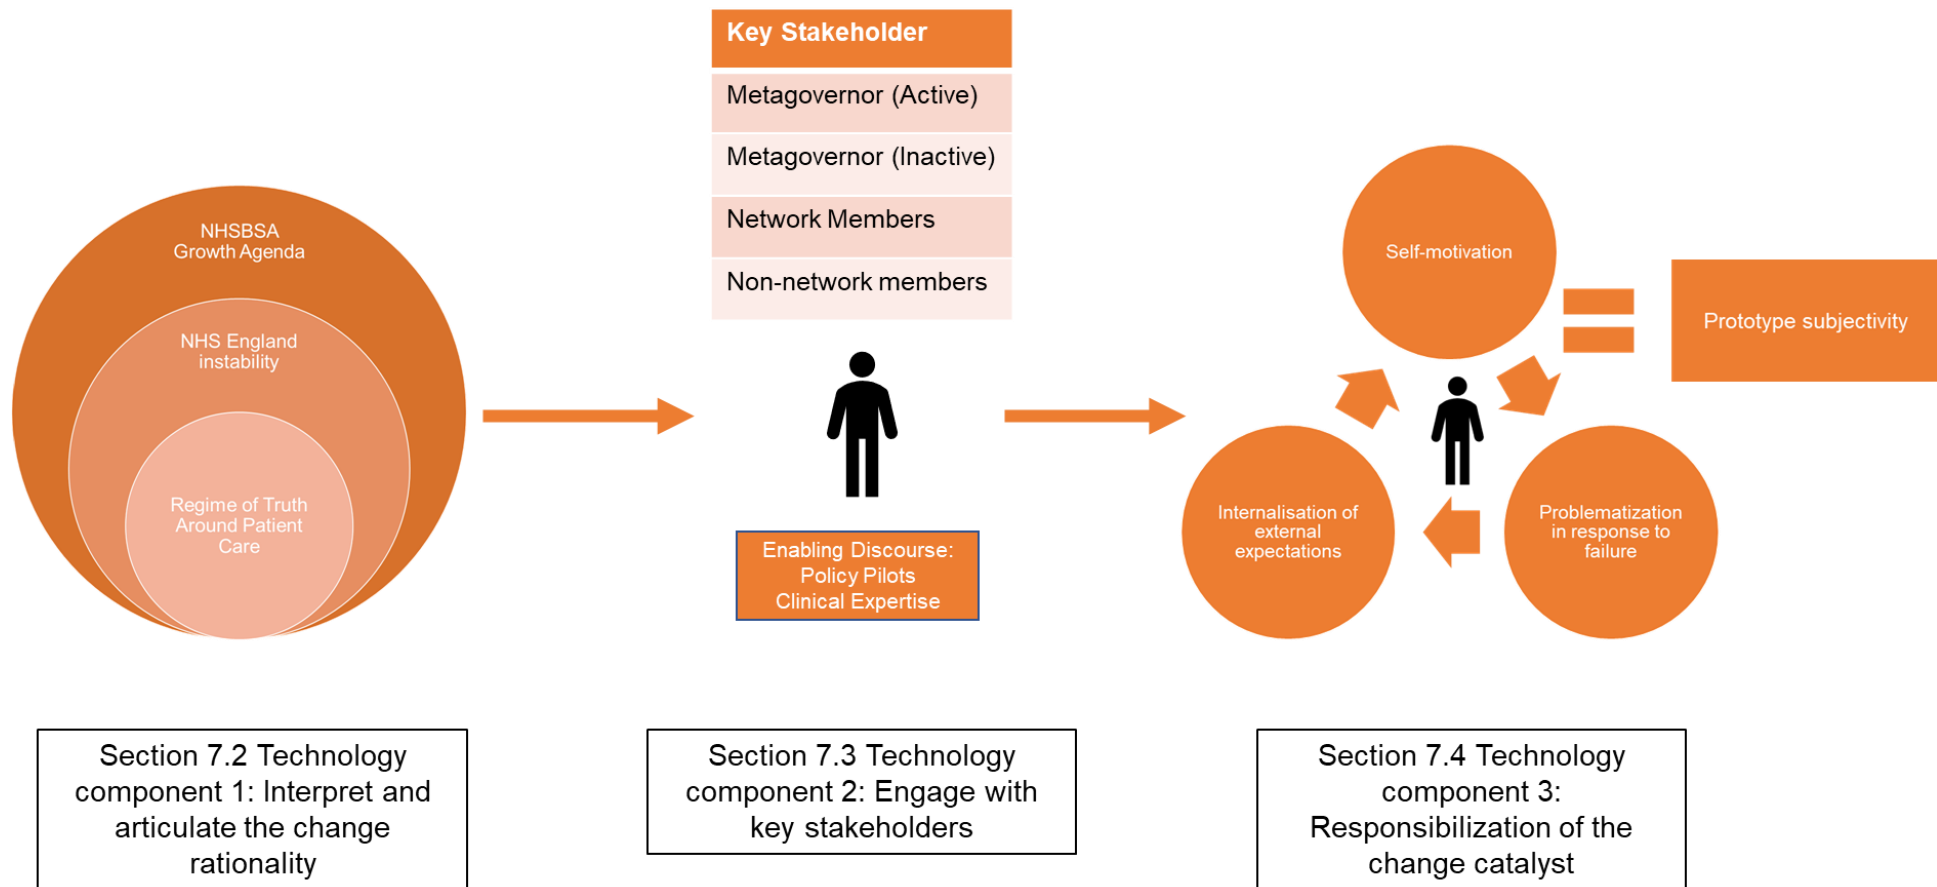 NHSBSA
Growth Agenda
NHS England
instability
Regime of Truth
Around Patient
Care
Key Stakeholder
Metagovernor (Active)
Metagovernor (Inactive)
Network Members
Non-network members
Enabling Discourse:
Policy Pilots
Clinical Expertise
Self-motivation
Prototype subjectivity
Internalisation of
external
expectations
Problematization
in response to
failure
Section 7.2 Technology
component 1: Interpret and
articulate the change
rationality
Section 7.3 Technology
component 2: Engage with
key stakeholders
Section 7.4 Technology
component 3:
Responsibilization of the
change catalyst